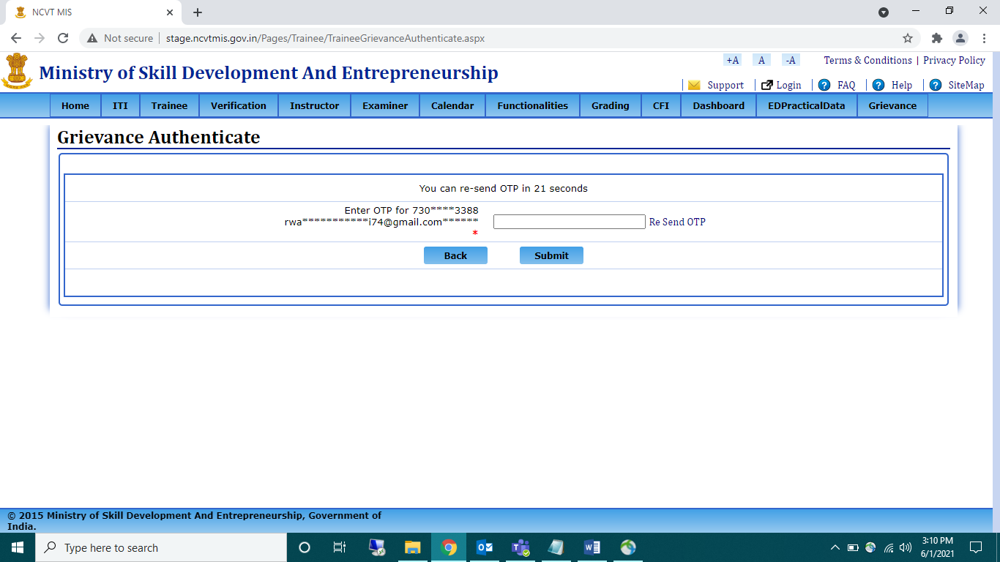 NCVT MIS
Not secure
stage.ncvtmis.gov.in/Pages/Trainee/TraineeGrievanceAuthenticate.aspx
+A A -A Terms & Conditions | Privacy Policy
Ministry of Skill Development And Entrepreneurship
Support Login FAQ Help SiteMap
Home ITI Trainee Verification Instructor Examiner Calendar Functionalities Grading CFI Dashboard EDPracticalData Grievance
Grievance Authenticate
You can re-send OTP in 21 seconds
Enter OTP for 730****3388
rwa***********i74@gmail.com******
*
Re Send OTP
Back Submit
© 2015 Ministry of Skill Development And Entrepreneurship, Government of
India.
Type here to search
3:10 PM
6/1/2021